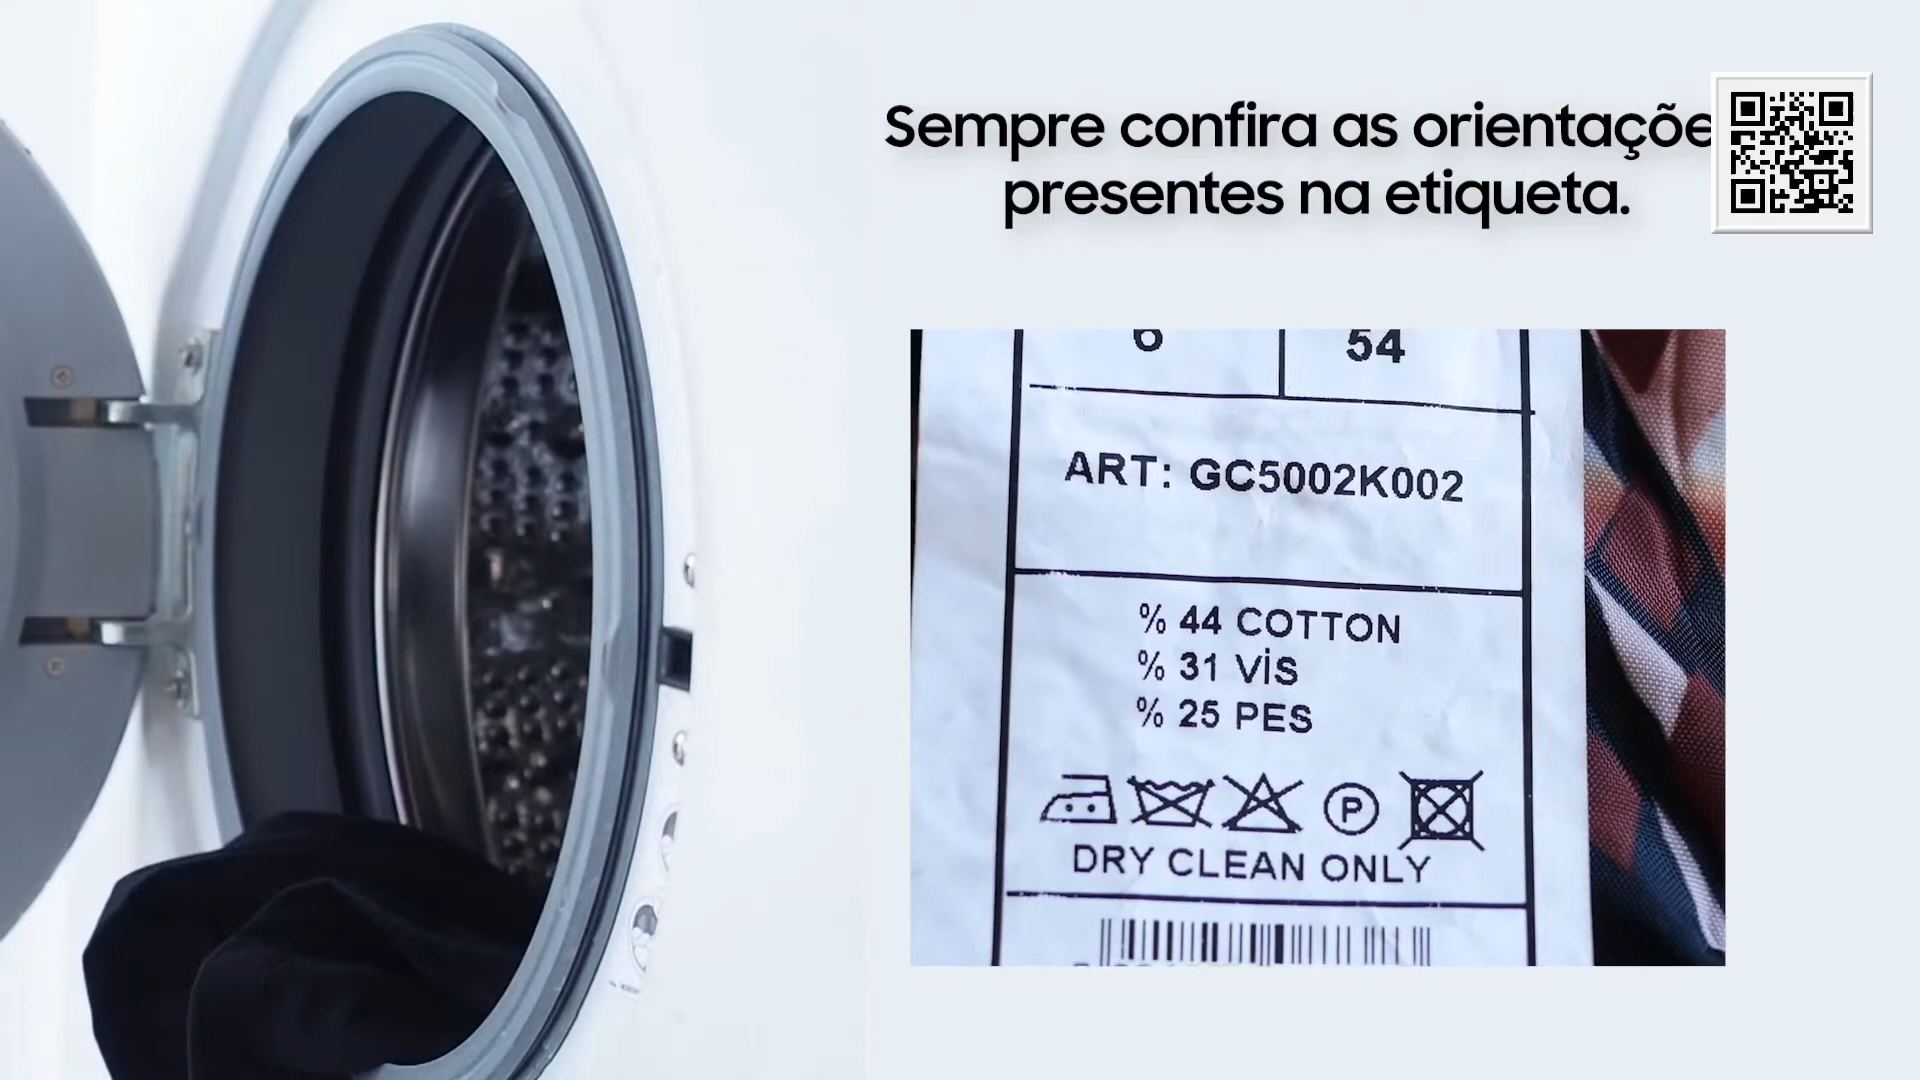 Sempre confira as orientaçõe
presentes na etiqueta.
6 54
ART: GC5002K002
% 44 COTTON
% 31 VİS
% 25 PES
P
DRY CLEAN ONLY